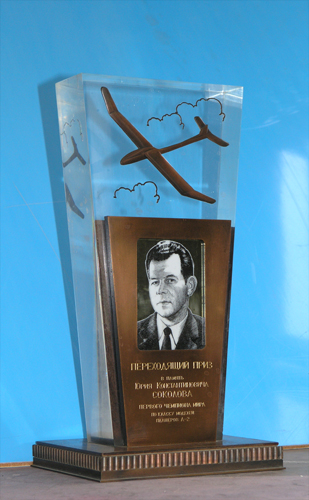 ПЕРЕХОДЯЩИЙ ПРИЗ
В ПАМЯТЬ
ЮРИЯ КОНСТАНТИНОВИЧА
СОКОЛОВА
ПЕРВОГО ЧЕМПИОНА МИРА
ПО КЛАССУ МОДЕЛЕЙ
ПЛАНЕРОВ А-2